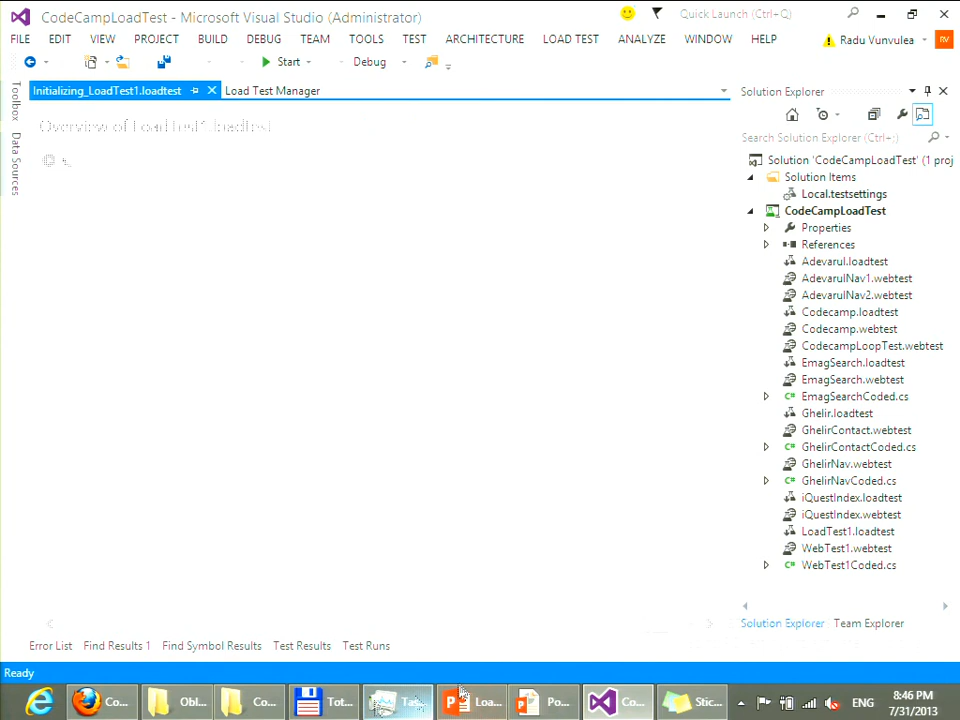 CodeCampLoadTest - Microsoft Visual Studio (Administrator)
Quick Launch (Ctrl+Q)
FILE EDIT VIEW PROJECT BUILD DEBUG TEAM TOOLS TEST ARCHITECTURE LOAD TEST ANALYZE WINDOW HELP
Radu Vunvulea
RV
Start
Debug
Toolbox
Data Sources
Initializing_LoadTest1.loadtest
Load Test Manager
Overview of LoadTest1.loadtest
Solution Explorer
Search Solution Explorer (Ctrl+;)
Solution 'CodeCampLoadTest' (1 proj
Solution Items
Local.testsettings
CodeCampLoadTest
Properties
References
Adevarul.loadtest
AdevarulNav1.webtest
AdevarulNav2.webtest
Codecamp.loadtest
Codecamp.webtest
CodecampLoopTest.webtest
EmagSearch.loadtest
EmagSearch.webtest
C# EmagSearchCoded.cs
Ghelir.loadtest
GhelirContact.webtest
C# GhelirContactCoded.cs
GhelirNav.webtest
C# GhelirNavCoded.cs
iQuestIndex.loadtest
iQuestIndex.webtest
LoadTest1.loadtest
WebTest1.webtest
C# WebTest1Coded.cs
Solution Explorer Team Explorer
Error List Find Results 1 Find Symbol Results Test Results Test Runs
Ready
Co...
Obl...
Co...
Tot...
Tas...
Loa...
Po...
Co...
Stic...
ENG
8:46 PM
7/31/2013